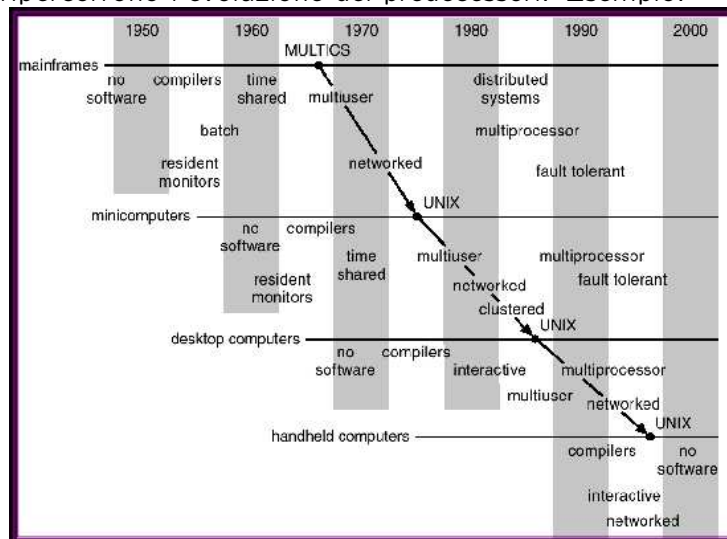 ripercorrono l'evoluzione dei predecessori. Esempio:
1950 1960 1970 1980 1990 2000
MULTICS
mainframes
no software
compilers
time shared
multiuser
distributed systems
batch
multiprocessor
resident monitors
networked
fault tolerant
UNIX
minicomputers
no software
compilers
time shared
multiuser
multiprocessor
resident monitors
networked
fault tolerant
clustered
UNIX
desktop computers
no software
compilers
interactive
multiprocessor
multiuser
networked
UNIX
handheld computers
compilers
no software
interactive
networked